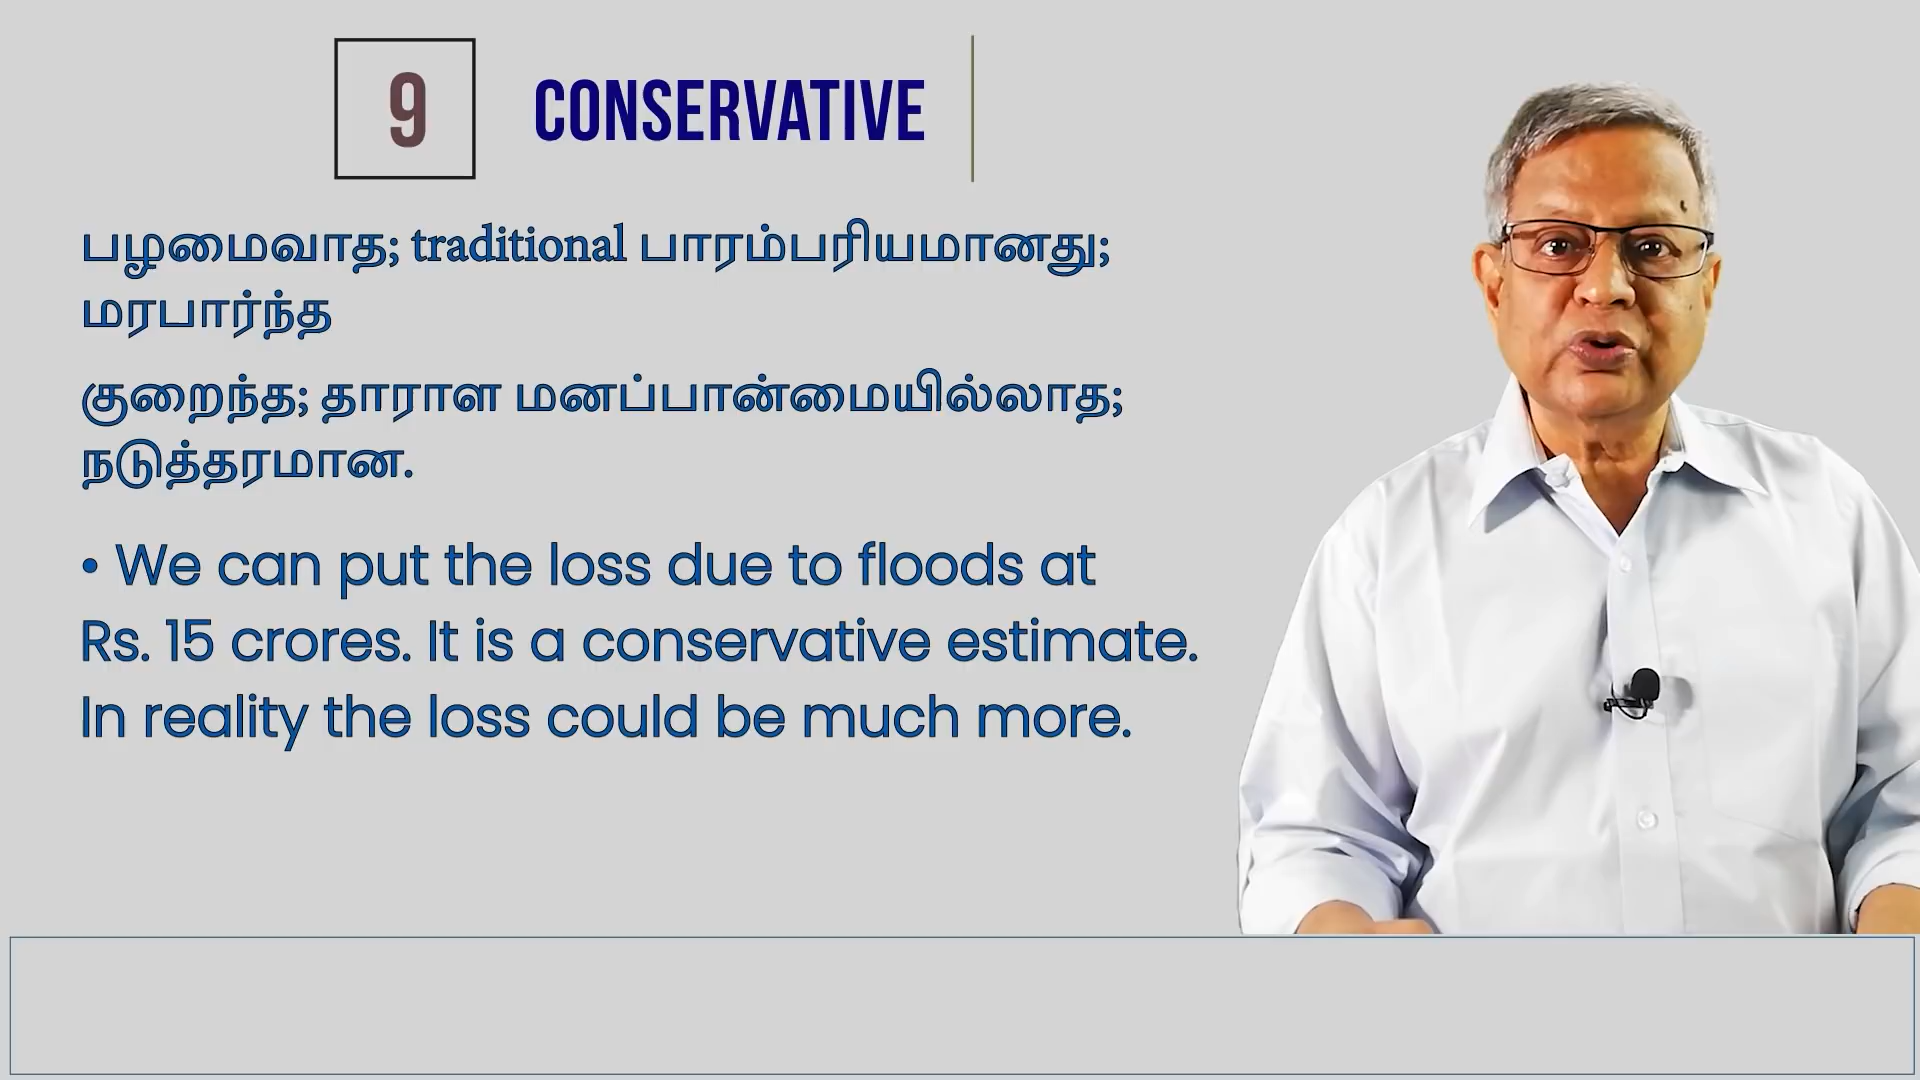 9 CONSERVATIVE
பழமைவாத; traditional பாரம்பரியமானது;
மரபார்ந்த
குறைந்த; தாராள மனப்பான்மையில்லாத;
நடுத்தரமான.
• We can put the loss due to floods at
Rs. 15 crores. It is a conservative estimate.
In reality the loss could be much more.